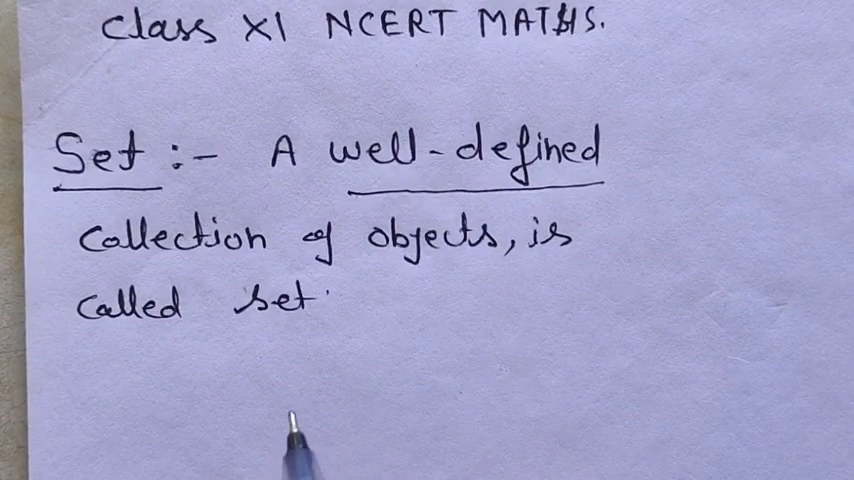 Class XI NCERT MATHS.
Set :- A well-defined
Collection of objects, is
called set.